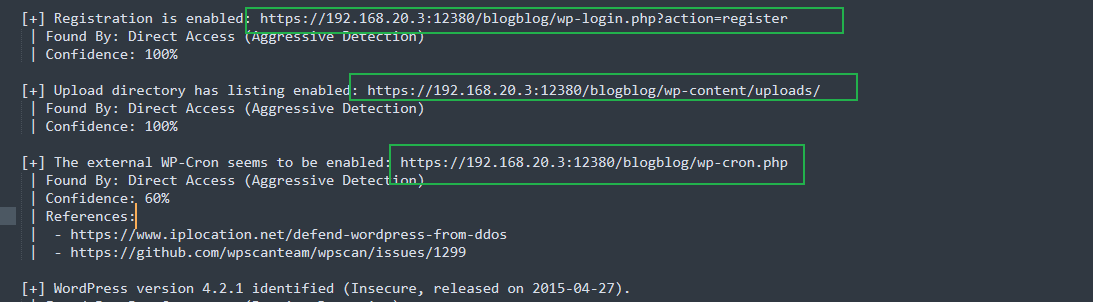 [+] Registration is enabled: https://192.168.20.3:12380/blogblog/wp-login.php?action=register
| Found By: Direct Access (Aggressive Detection)
| Confidence: 100%
[+] Upload directory has listing enabled: https://192.168.20.3:12380/blogblog/wp-content/uploads/
| Found By: Direct Access (Aggressive Detection)
| Confidence: 100%
[+] The external WP-Cron seems to be enabled: https://192.168.20.3:12380/blogblog/wp-cron.php
| Found By: Direct Access (Aggressive Detection)
| Confidence: 60%
| References:
|  - https://www.iplocation.net/defend-wordpress-from-ddos
|  - https://github.com/wpscanteam/wpscan/issues/1299
[+] WordPress version 4.2.1 identified (Insecure, released on 2015-04-27).